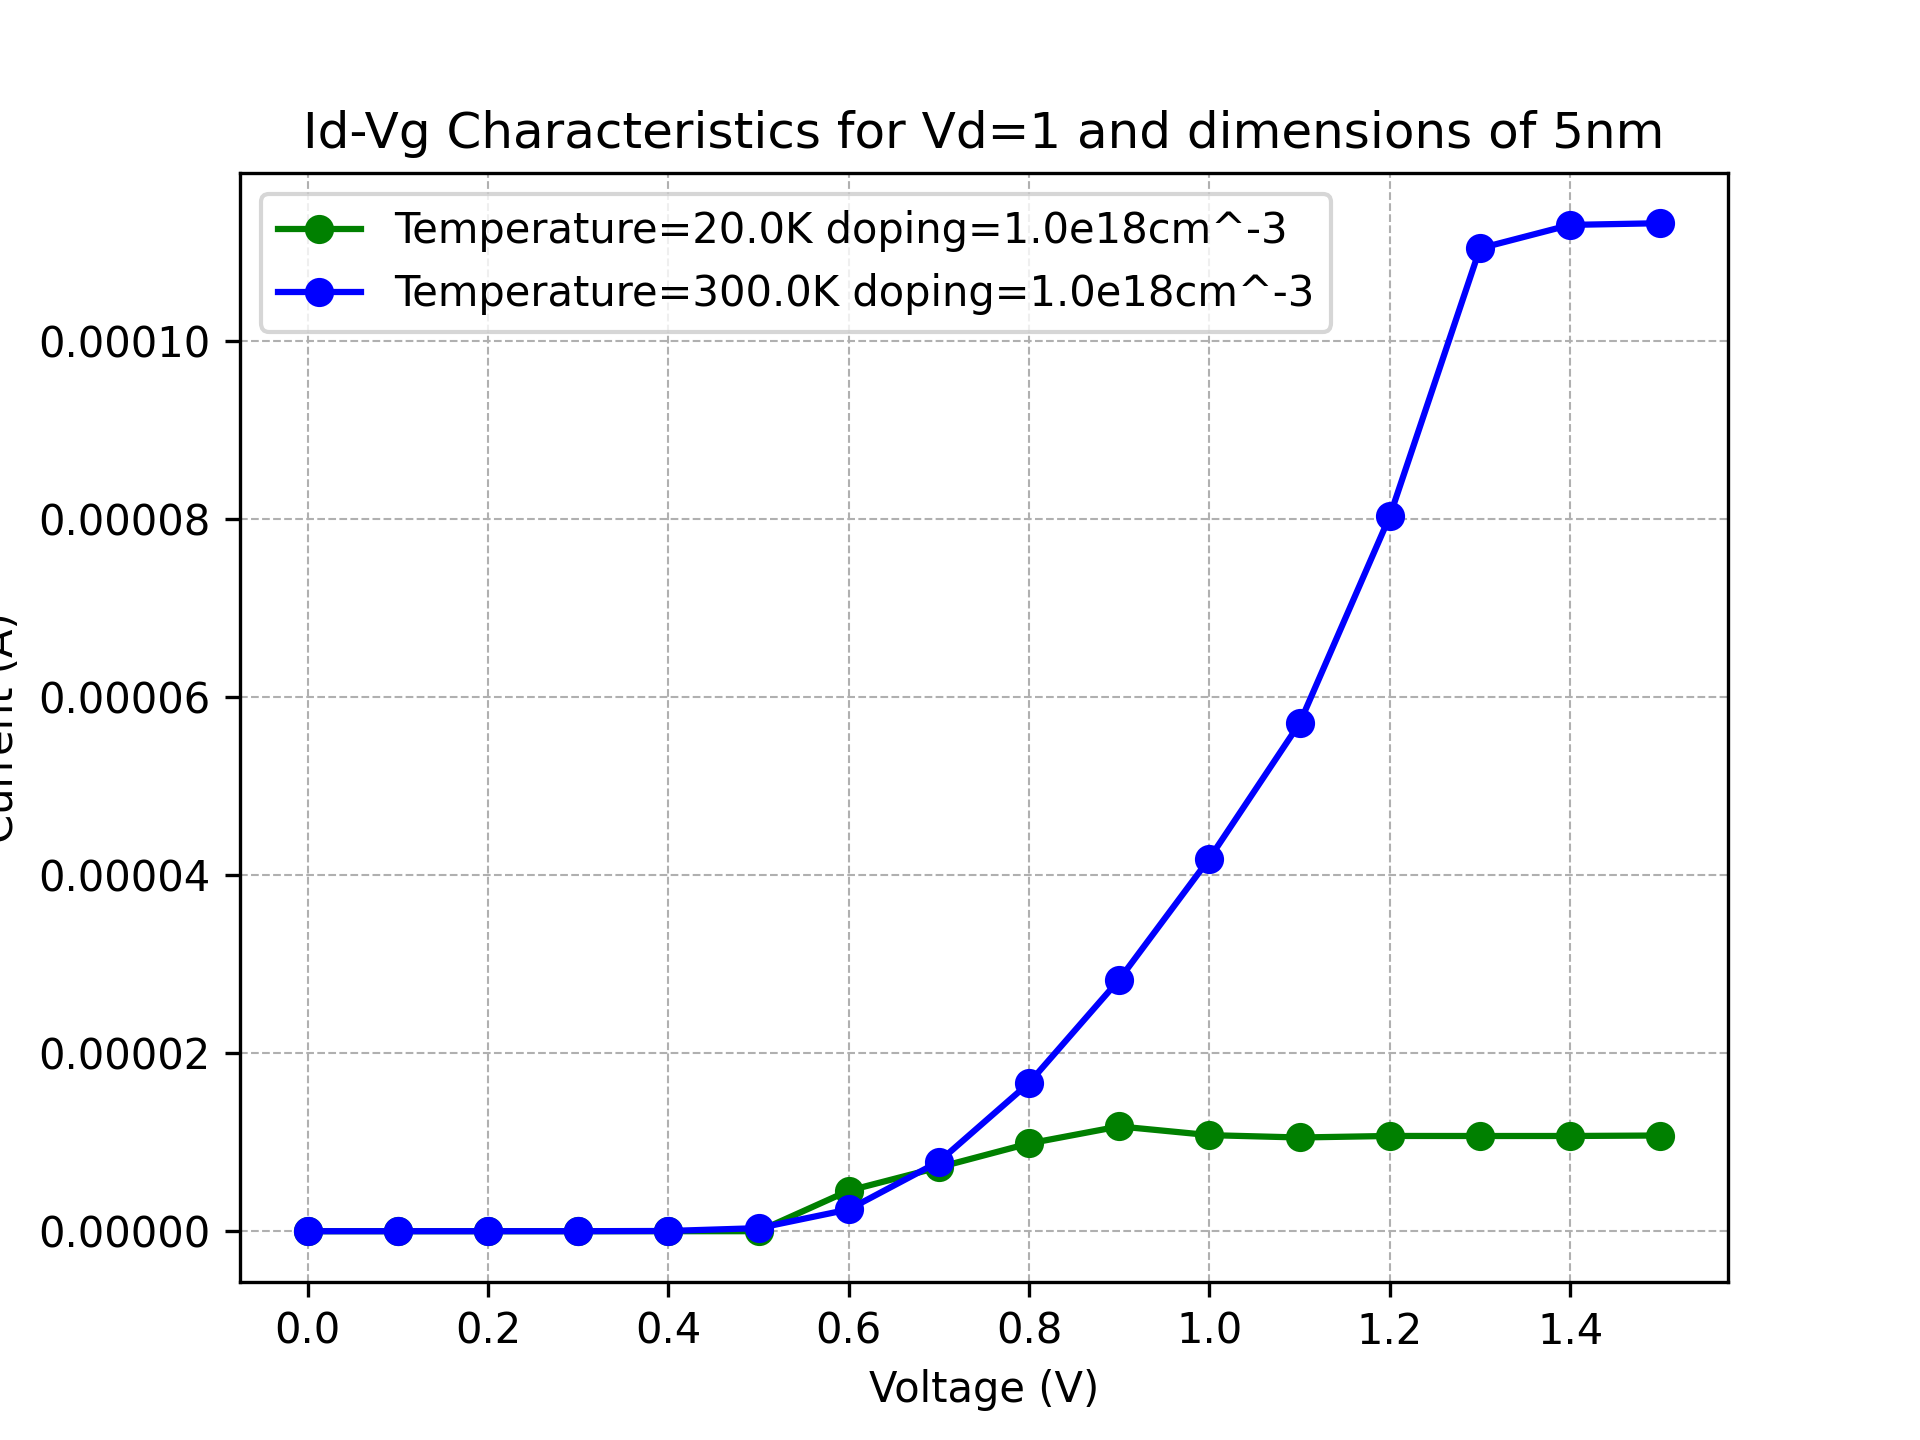 Id-Vg Characteristics for Vd=1 and dimensions of 5nm
Temperature=20.0K doping=1.0e18cm^-3
Temperature=300.0K doping=1.0e18cm^-3
0.00010
0.00008
0.00006
0.00004
0.00002
0.00000
Current (A)
0.0 0.2 0.4 0.6 0.8 1.0 1.2 1.4
Voltage (V)